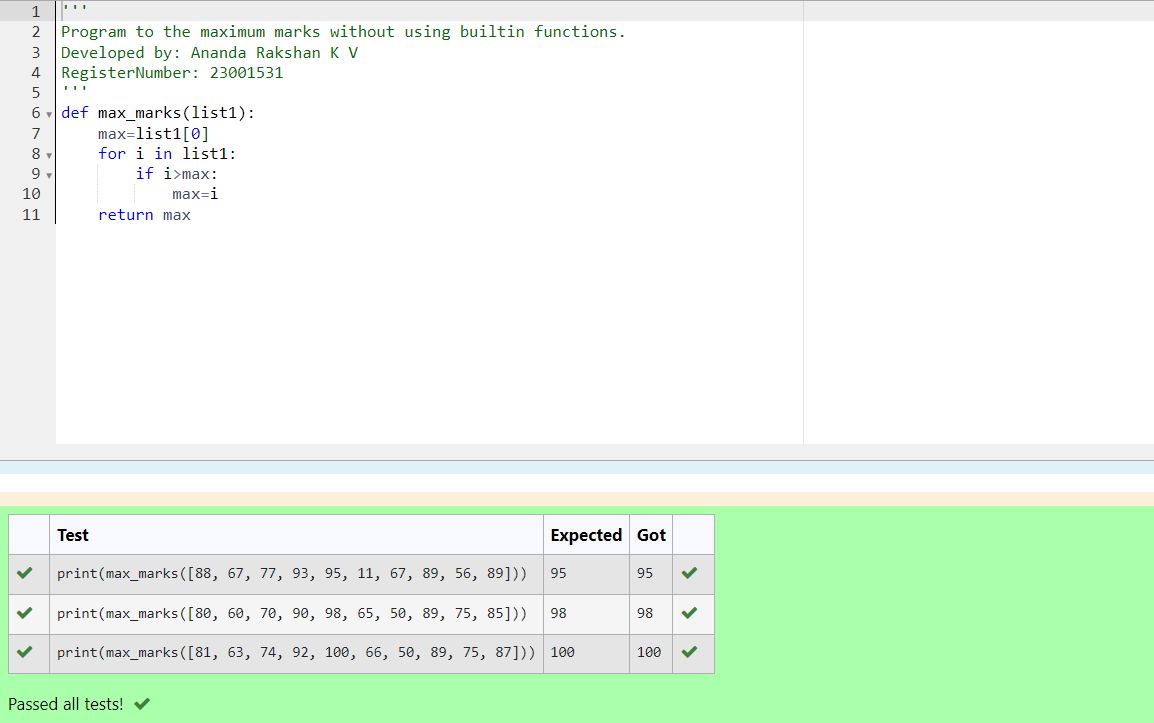 1 '''
2 Program to the maximum marks without using builtin functions.
3 Developed by: Ananda Rakshan K V
4 RegisterNumber: 23001531
5 '''
6 def max_marks(list1):
7     max=list1[0]
8     for i in list1:
9         if i>max:
10             max=i
11     return max
Test Expected Got
print(max_marks([88, 67, 77, 93, 95, 11, 67, 89, 56, 89])) 95 95
print(max_marks([80, 60, 70, 90, 98, 65, 50, 89, 75, 85])) 98 98
print(max_marks([81, 63, 74, 92, 100, 66, 50, 89, 75, 87])) 100 100
Passed all tests!